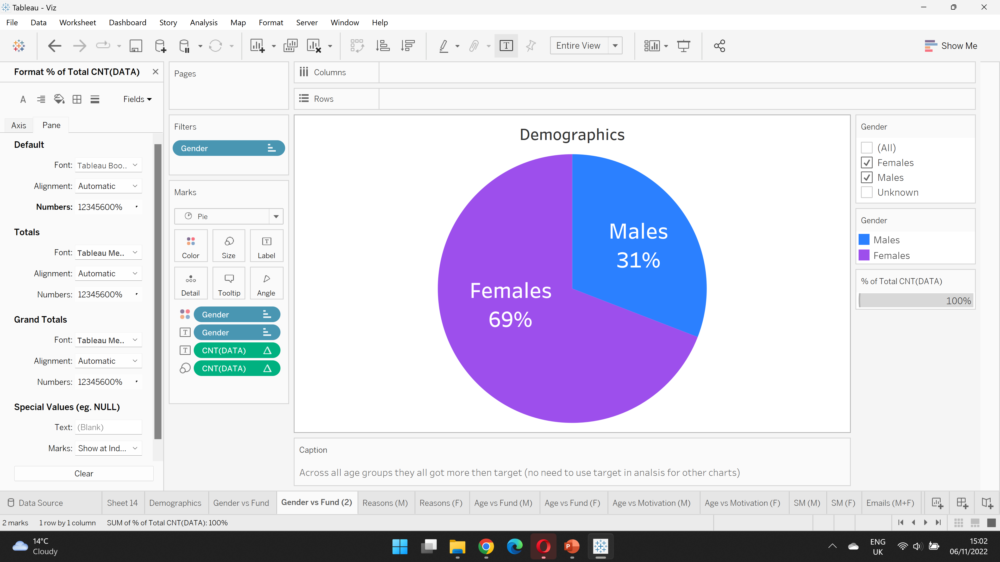 Tableau - Viz
File Data Worksheet Dashboard Story Analysis Map Format Server Window Help
Entire View
Show Me
Format % of Total CNT(DATA)
Fields
Axis Pane
Default
Font: Tableau Boo..
Alignment: Automatic
Numbers: 12345600%
Totals
Font: Tableau Me..
Alignment: Automatic
Numbers: 12345600%
Grand Totals
Font: Tableau Me..
Alignment: Automatic
Numbers: 12345600%
Special Values (eg. NULL)
Text: (Blank)
Marks: Show at Ind...
Clear
Pages
Filters
Gender
Marks
Pie
Color Size Label
Detail Tooltip Angle
Gender
Gender
CNT(DATA)
CNT(DATA)
Columns
Rows
Demographics
Males
31%
Females
69%
Caption
Across all age groups they all got more then target (no need to use target in analsis for other charts)
Gender
(All)
Females
Males
Unknown
Gender
Males
Females
% of Total CNT(DATA)
100%
Data Source Sheet 14 Demographics Gender vs Fund Gender vs Fund (2) Reasons (M) Reasons (F) Age vs Fund (M) Age vs Fund (F) Age vs Motivation (M) Age vs Motivation (F) SM (M) SM (F) Emails (M+F)
2 marks 1 row by 1 column SUM of % of Total CNT(DATA): 100%
14°C
Cloudy
ENG
UK
15:02
06/11/2022